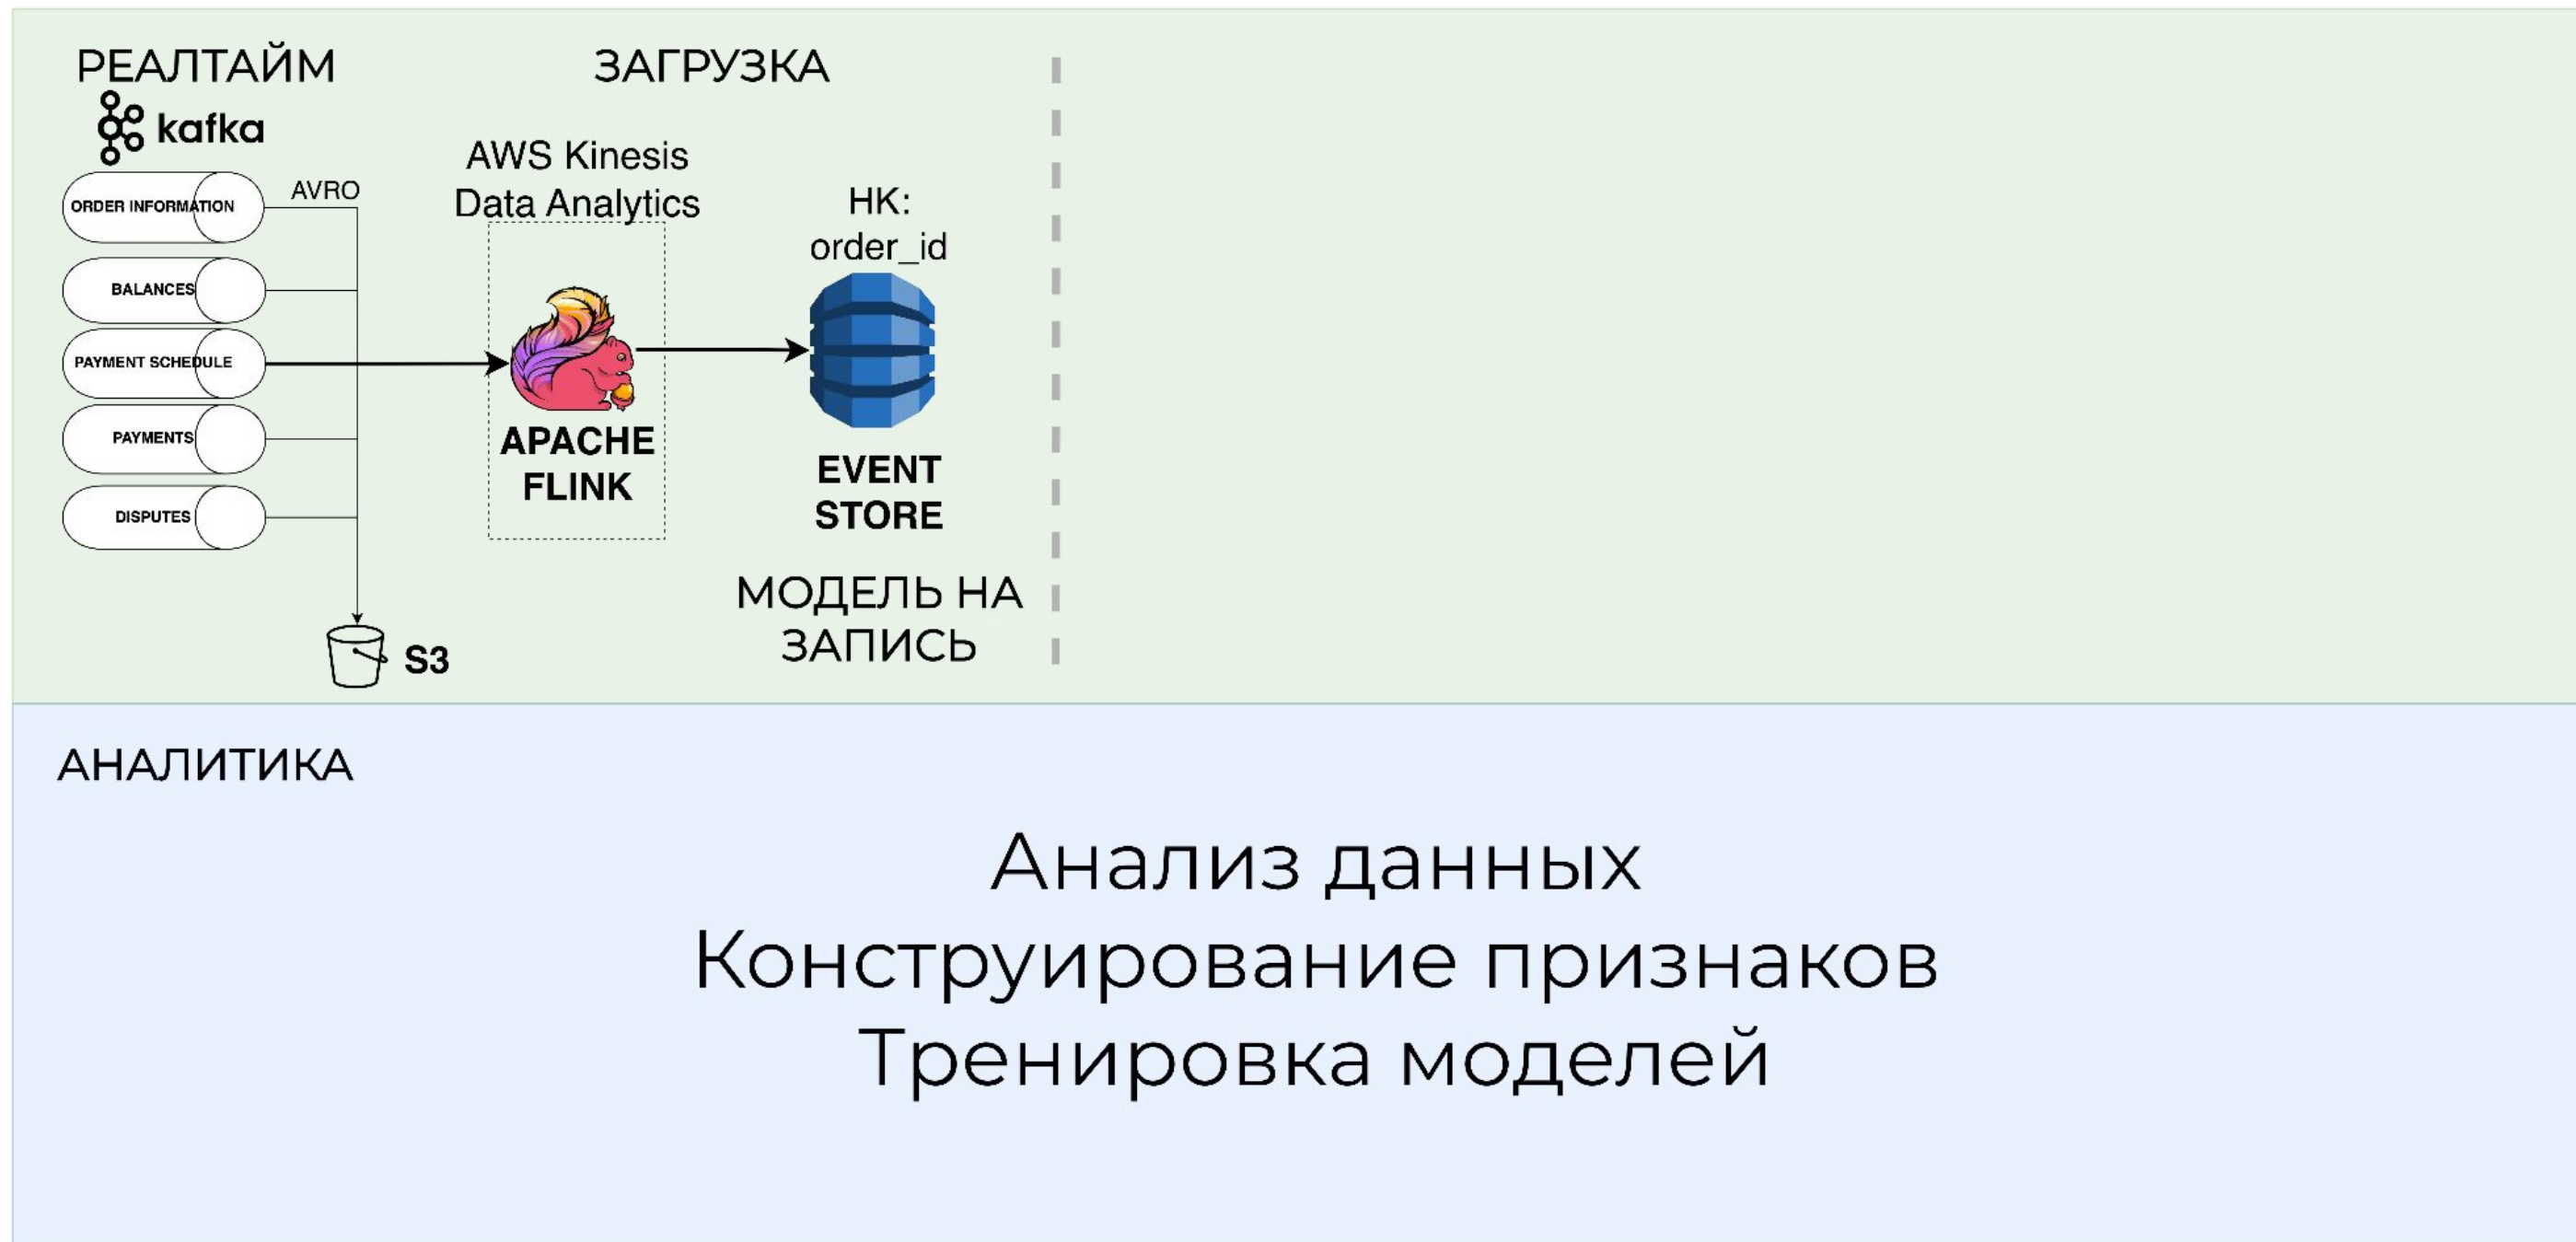 РЕАЛТАЙМ
kafka
ORDER INFORMATION
AVRO
BALANCES
PAYMENT SCHEDULE
PAYMENTS
DISPUTES
S3
ЗАГРУЗКА
AWS Kinesis
Data Analytics
APACHE
FLINK
HK:
order_id
EVENT
STORE
МОДЕЛЬ НА
ЗАПИСЬ
АНАЛИТИКА
Анализ данных
Конструирование признаков
Тренировка моделей